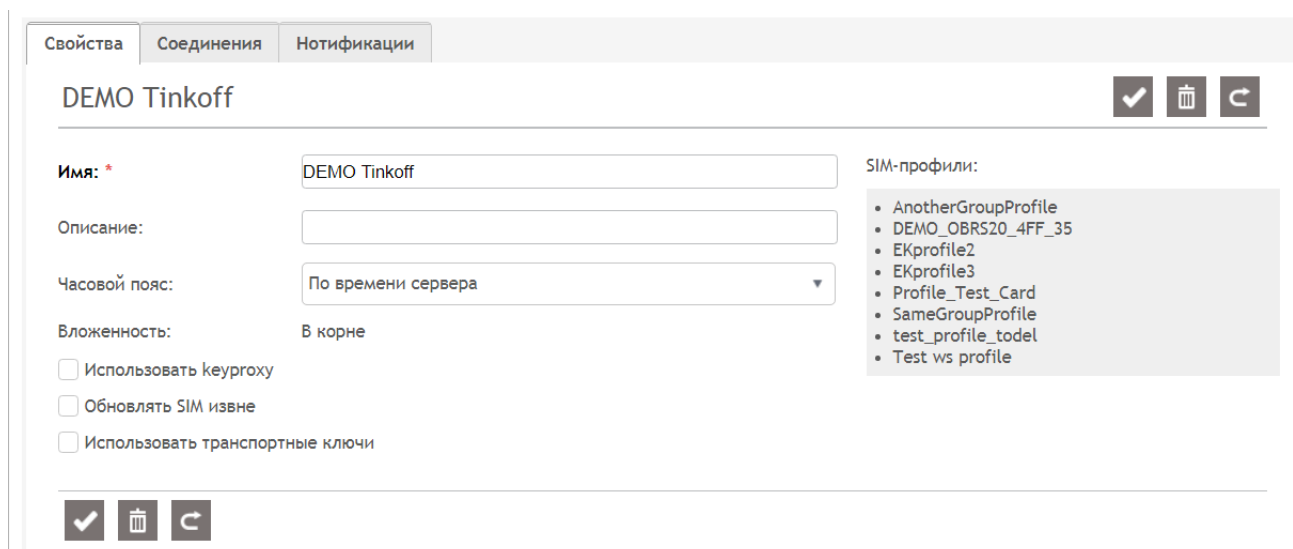 Свойства Соединения Нотификации
DEMO Tinkoff
Имя: * DEMO Tinkoff
Описание:
Часовой пояс: По времени сервера
Вложенность: В корне
Использовать keyproxy
Обновлять SIM извне
Использовать транспортные ключи
SIM-профили:
• AnotherGroupProfile
• DEMO_OBRS20_4FF_35
• EKprofile2
• EKprofile3
• Profile_Test_Card
• SameGroupProfile
• test_profile_todel
• Test ws profile